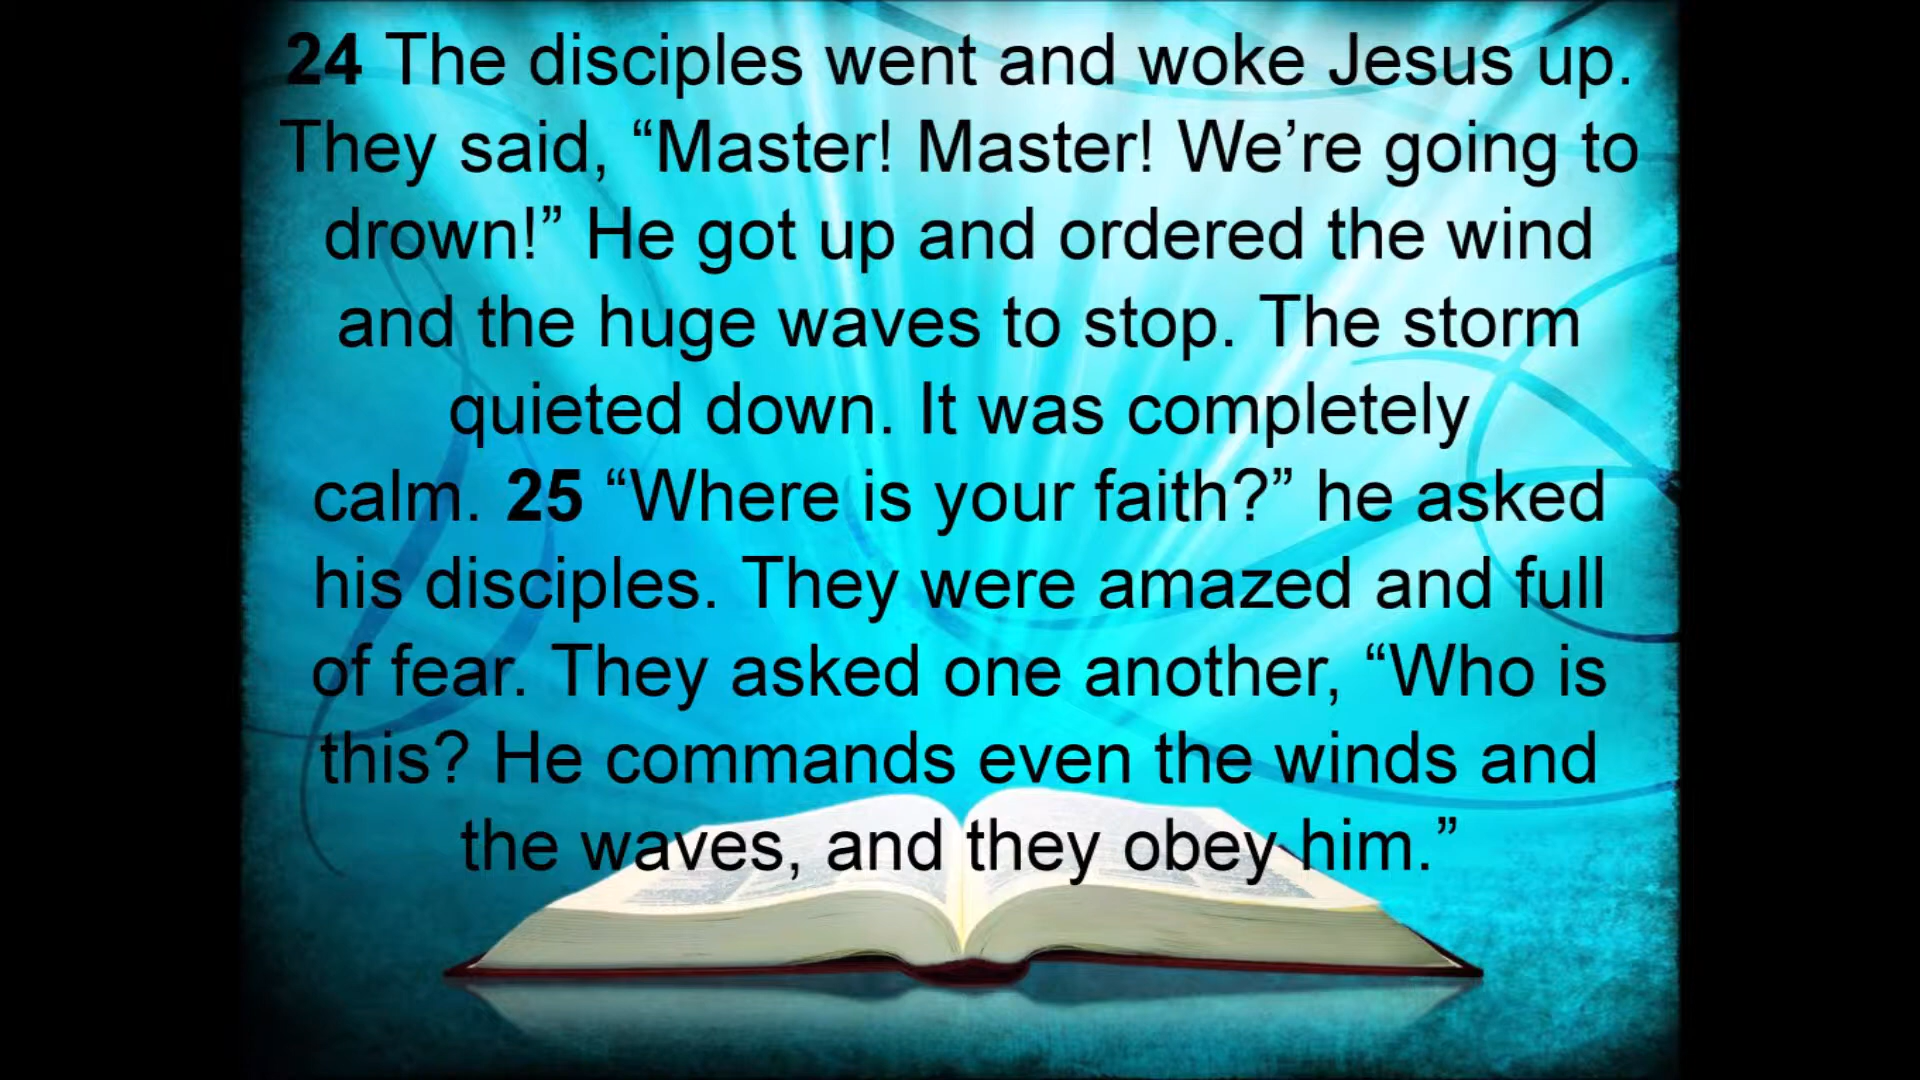 24 The disciples went and woke Jesus up.
They said, “Master! Master! We’re going to
drown!” He got up and ordered the wind
and the huge waves to stop. The storm
quieted down. It was completely
calm. 25 “Where is your faith?” he asked
his disciples. They were amazed and full
of fear. They asked one another, “Who is
this? He commands even the winds and
the waves, and they obey him.”